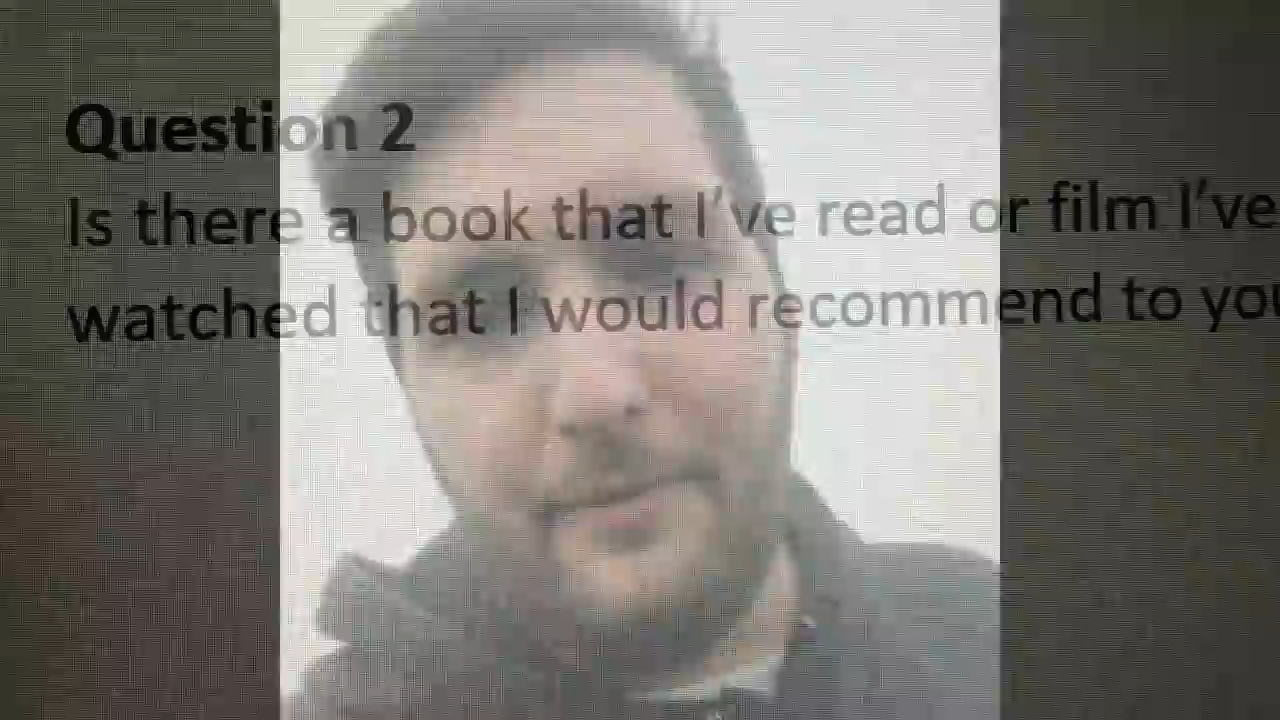 Question 2
Is there a book that I've read or film I've
watched that I would recommend to you